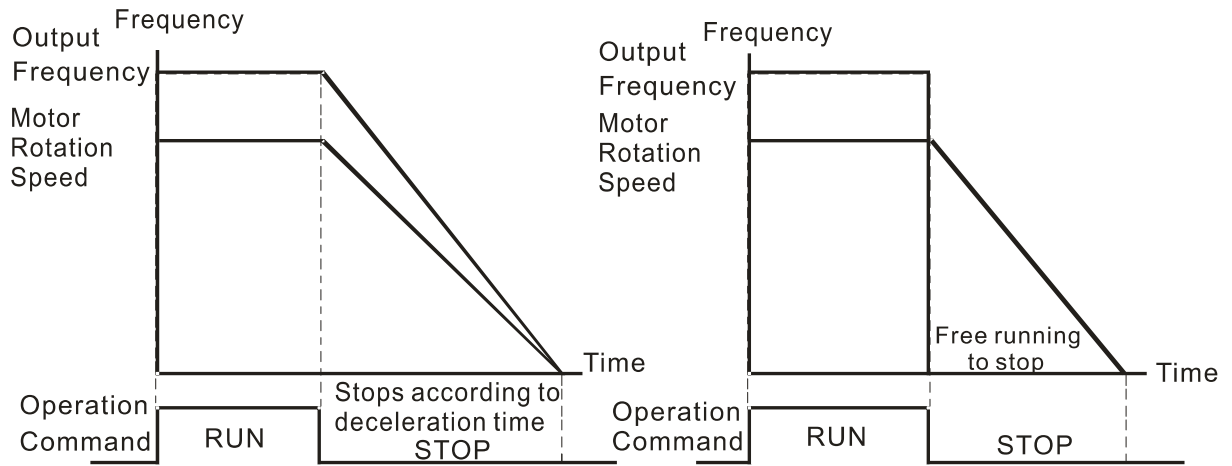 Frequency
Output
Frequency
Motor
Rotation
Speed
Time
Stops according to
deceleration time
Operation
Command
RUN
STOP
Frequency
Output
Frequency
Motor
Rotation
Speed
Free running
to stop
Time
Operation
Command
RUN
STOP